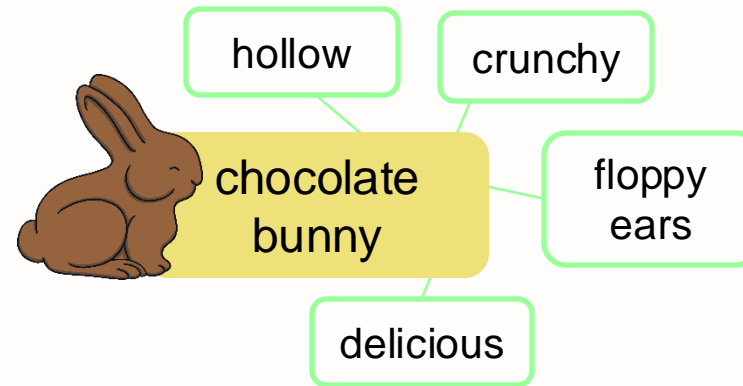 hollow
crunchy
chocolate
bunny
floppy
ears
delicious